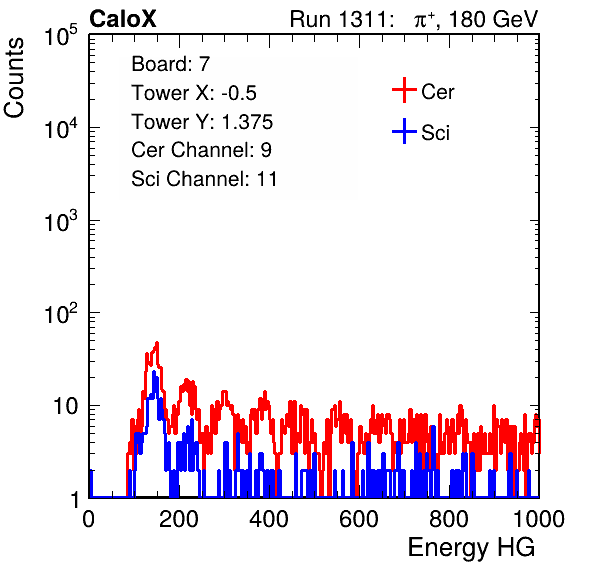 CaloX Run 1311: π⁺, 180 GeV
Counts
Board: 7
Tower X: -0.5
Tower Y: 1.375
Cer Channel: 9
Sci Channel: 11
Cer
Sci
10⁵
10⁴
10³
10²
10
1
0 200 400 600 800 1000
Energy HG